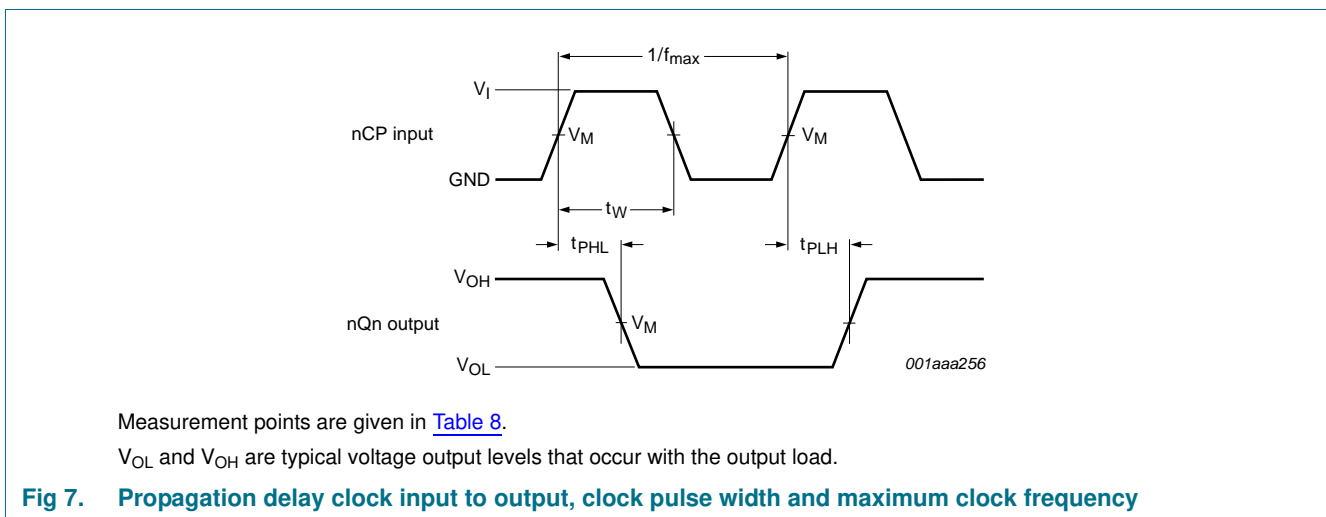 1/fmax
VI
nCP input
VM
VM
GND
tW
tPHL
tPLH
VOH
nQn output
VM
VOL
001aaa256
Measurement points are given in Table 8.
VOL and VOH are typical voltage output levels that occur with the output load.
Fig 7. Propagation delay clock input to output, clock pulse width and maximum clock frequency